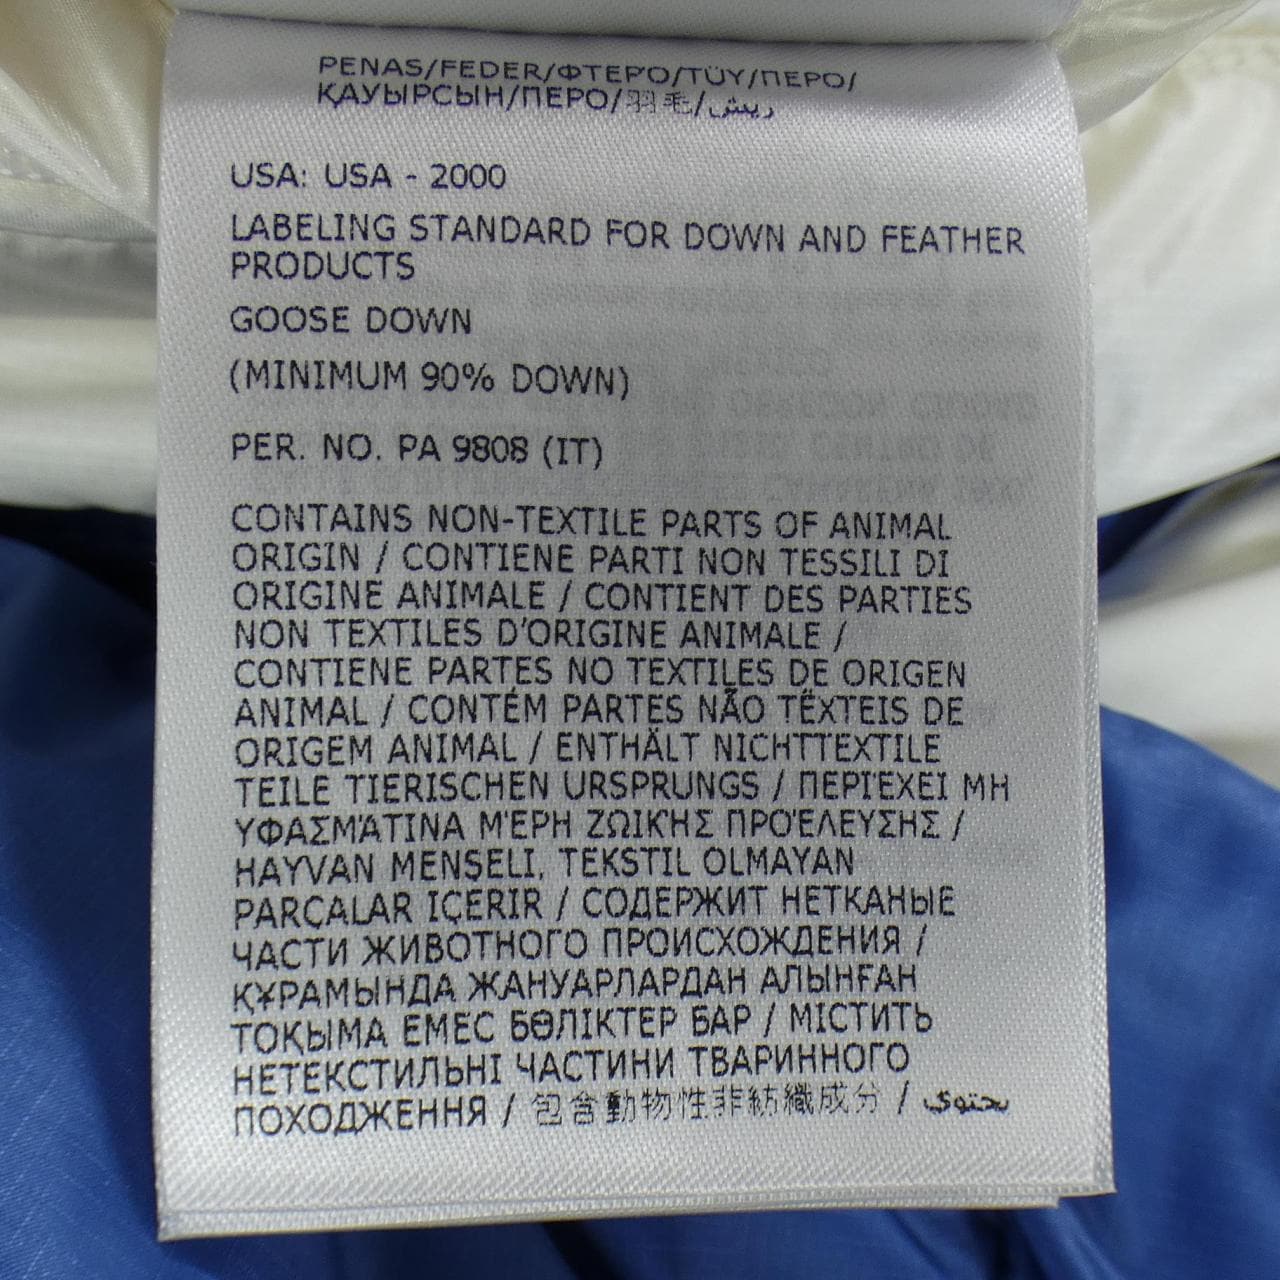 PENAS/FEDER/ΦΤΕΡΟ/TÜY/ПЕРО/
ҚАУЫРСЫН/ПЕРО/羽毛/ريش
USA: USA - 2000
LABELING STANDARD FOR DOWN AND FEATHER
PRODUCTS
GOOSE DOWN
(MINIMUM 90% DOWN)
PER. NO. PA 9808 (IT)
CONTAINS NON-TEXTILE PARTS OF ANIMAL
ORIGIN / CONTIENE PARTI NON TESSILI DI
ORIGINE ANIMALE / CONTIENT DES PARTIES
NON TEXTILES D'ORIGINE ANIMALE /
CONTIENE PARTES NO TEXTILES DE ORIGEN
ANIMAL / CONTÉM PARTES NÃO TËXTEIS DE
ORIGEM ANIMAL / ENTHÄLT NICHTTEXTILE
TEILE TIERISCHEN URSPRUNGS / ΠΕΡΙΈΧΕΙ ΜΗ
ΥΦΑΣΜΆΤΙΝΑ ΜΈΡΗ ΖΩΙΚΉΣ ΠΡΟΈΛΕΥΣΗΣ /
HAYVAN MENŞELI, TEKSTIL OLMAYAN
PARÇALAR IÇERIR / СОДЕРЖИТ НЕТКАНЫЕ
ЧАСТИ ЖИВОТНОГО ПРОИСХОЖДЕНИЯ /
ҚҰРАМЫНДА ЖАНУАРЛАРДАН АЛЫНҒАН
ТОҚЫМА ЕМЕС БӨЛІКТЕР БАР / МІСТИТЬ
НЕТЕКСТИЛЬНІ ЧАСТИНИ ТВАРИННОГО
ПОХОДЖЕННЯ / 包含動物性非紡織成分 / يحتوي